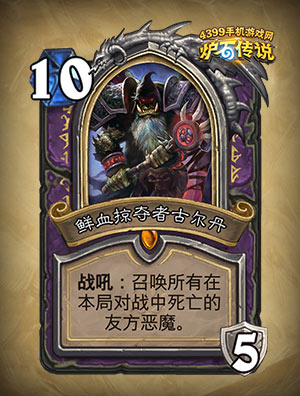 4399手机游戏网
炉石传说
10
鲜血掠夺者古尔丹
战吼：召唤所有在
本局对战中死亡的
友方恶魔。
5